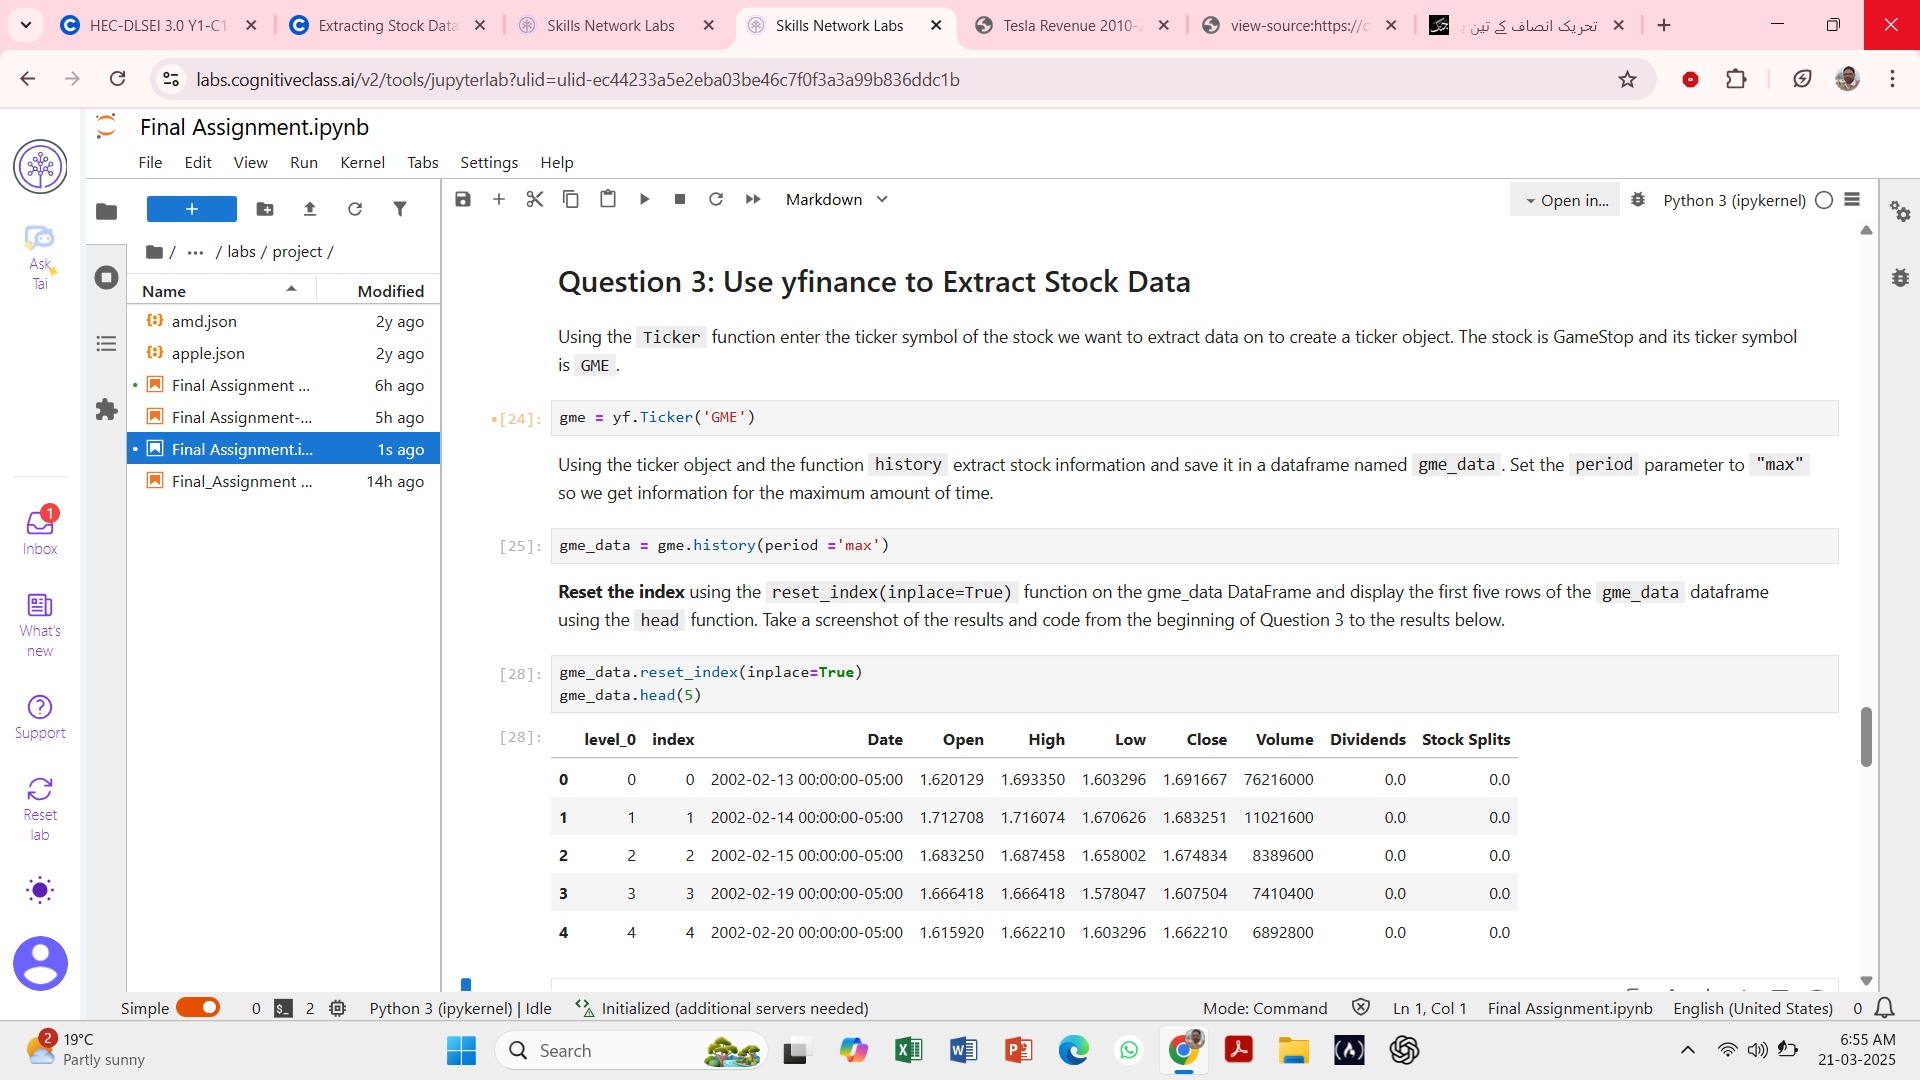 HEC-DLSEI 3.0 Y1-C1
Extracting Stock Data
Skills Network Labs
Skills Network Labs
Tesla Revenue 2010-2
view-source:https://c
تحریک انصاف کے تین
labs.cognitiveclass.ai/v2/tools/jupyterlab?ulid=ulid-ec44233a5e2eba03be46c7f0f3a3a99b836ddc1b
Final Assignment.ipynb
File Edit View Run Kernel Tabs Settings Help
Markdown
Open in...
Python 3 (ipykernel)
Ask
Tai
Inbox
1
What's
new
Support
Reset
lab
/ ... / labs / project /
Name Modified
amd.json 2y ago
apple.json 2y ago
Final Assignment ... 6h ago
Final Assignment-... 5h ago
Final Assignment.i... 1s ago
Final_Assignment ... 14h ago
Question 3: Use yfinance to Extract Stock Data
Using the Ticker function enter the ticker symbol of the stock we want to extract data on to create a ticker object. The stock is GameStop and its ticker symbol
is GME .
[24]: gme = yf.Ticker('GME')
Using the ticker object and the function history extract stock information and save it in a dataframe named gme_data . Set the period parameter to "max"
so we get information for the maximum amount of time.
[25]: gme_data = gme.history(period ='max')
Reset the index using the reset_index(inplace=True) function on the gme_data DataFrame and display the first five rows of the gme_data dataframe
using the head function. Take a screenshot of the results and code from the beginning of Question 3 to the results below.
[28]: gme_data.reset_index(inplace=True)
gme_data.head(5)
[28]: level_0 index Date Open High Low Close Volume Dividends Stock Splits
0 0 0 2002-02-13 00:00:00-05:00 1.620129 1.693350 1.603296 1.691667 76216000 0.0 0.0
1 1 1 2002-02-14 00:00:00-05:00 1.712708 1.716074 1.670626 1.683251 11021600 0.0 0.0
2 2 2 2002-02-15 00:00:00-05:00 1.683250 1.687458 1.658002 1.674834 8389600 0.0 0.0
3 3 3 2002-02-19 00:00:00-05:00 1.666418 1.666418 1.578047 1.607504 7410400 0.0 0.0
4 4 4 2002-02-20 00:00:00-05:00 1.615920 1.662210 1.603296 1.662210 6892800 0.0 0.0
Simple 0 2 Python 3 (ipykernel) | Idle Initialized (additional servers needed) Mode: Command Ln 1, Col 1 Final Assignment.ipynb English (United States) 0
2
19°C
Partly sunny
Search
6:55 AM
21-03-2025